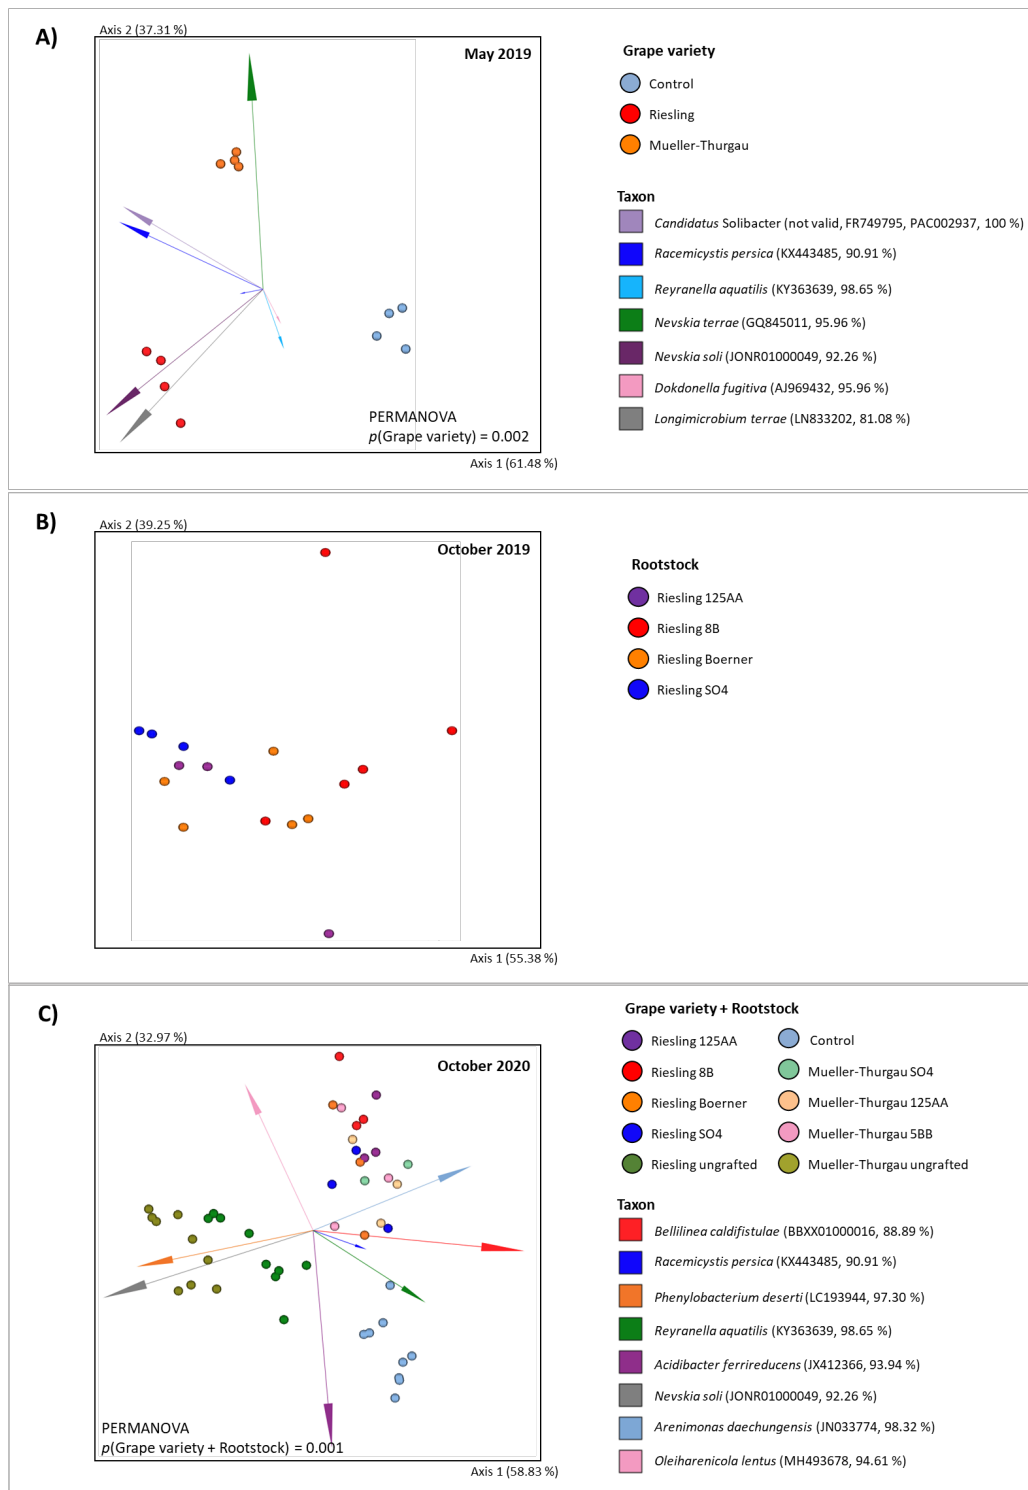 A)
Axis 2 (37.31 %)
May 2019
PERMANOVA
p(Grape variety) = 0.002
Axis 1 (61.48 %)
Grape variety
Control
Riesling
Mueller-Thurgau
Taxon
Candidatus Solibacter (not valid, FR749795, PAC002937, 100 %)
Racemicystis persica (KX443485, 90.91 %)
Reyranella aquatilis (KY363639, 98.65 %)
Nevskia terrae (GQ845011, 95.96 %)
Nevskia soli (JONR01000049, 92.26 %)
Dokdonella fugitiva (AJ969432, 95.96 %)
Longimicrobium terrae (LN833202, 81.08 %)
B)
Axis 2 (39.25 %)
October 2019
Axis 1 (55.38 %)
Rootstock
Riesling 125AA
Riesling 8B
Riesling Boerner
Riesling SO4
C)
Axis 2 (32.97 %)
October 2020
PERMANOVA
p(Grape variety + Rootstock) = 0.001
Axis 1 (58.83 %)
Grape variety + Rootstock
Riesling 125AA
Riesling 8B
Riesling Boerner
Riesling SO4
Riesling ungrafted
Control
Mueller-Thurgau SO4
Mueller-Thurgau 125AA
Mueller-Thurgau 5BB
Mueller-Thurgau ungrafted
Taxon
Bellilinea caldifistulae (BBXX01000016, 88.89 %)
Racemicystis persica (KX443485, 90.91 %)
Phenylobacterium deserti (LC193944, 97.30 %)
Reyranella aquatilis (KY363639, 98.65 %)
Acidibacter ferrireducens (JX412366, 93.94 %)
Nevskia soli (JONR01000049, 92.26 %)
Arenimonas daechungensis (JN033774, 98.32 %)
Oleiharenicola lentus (MH493678, 94.61 %)